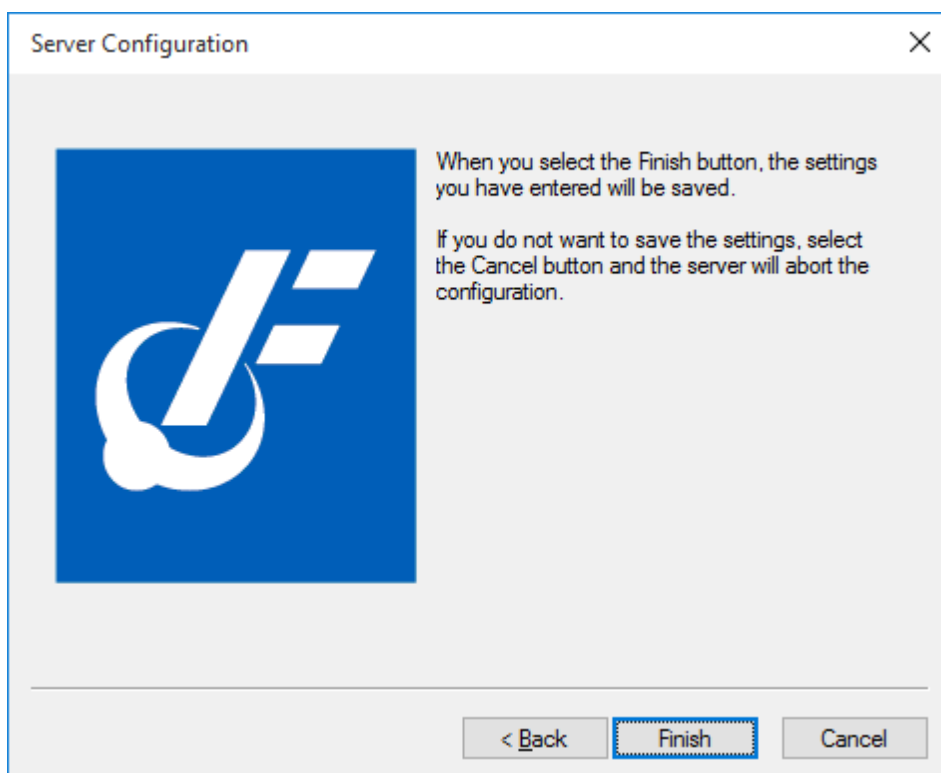 Server Configuration
When you select the Finish button, the settings
you have entered will be saved.
If you do not want to save the settings, select
the Cancel button and the server will abort the
configuration.
< Back
Finish
Cancel